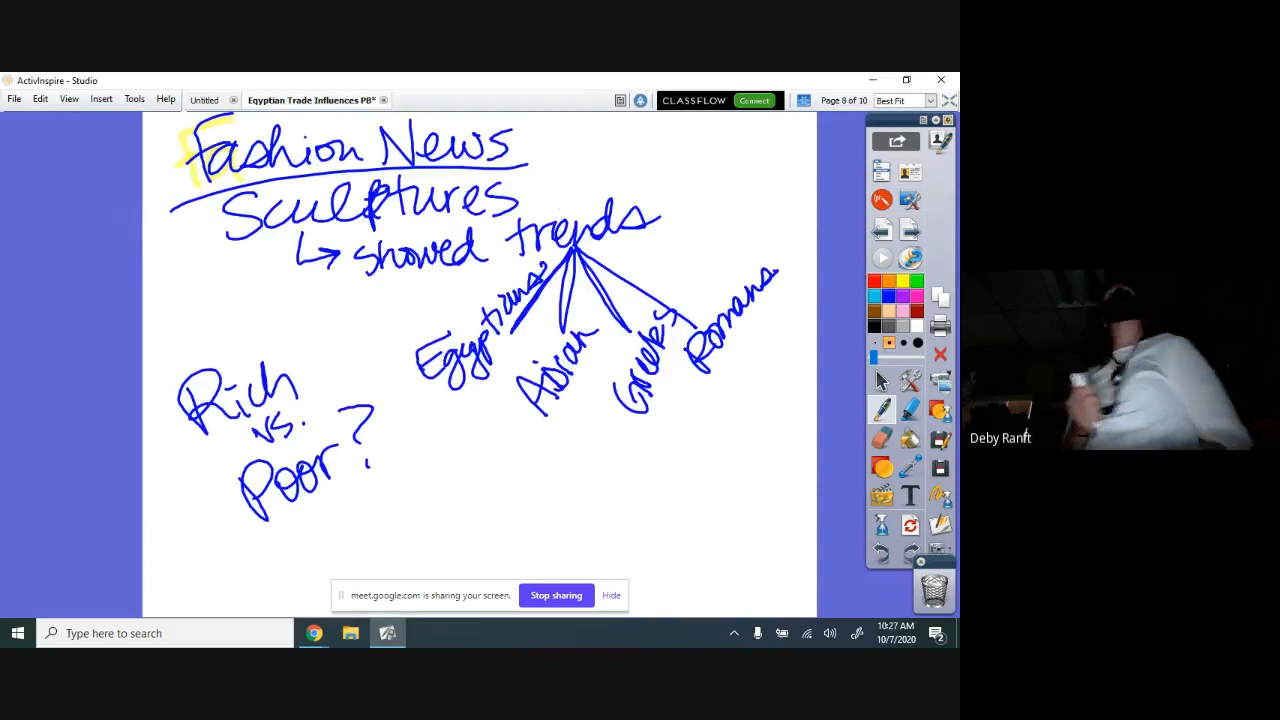 ActivInspire - Studio
File Edit View Insert Tools Help
Untitled
Egyptian Trade Influences PB*
CLASSFLOW Connect
Page 8 of 10
Best Fit
Fashion News
Sculptures
↳ showed trends
Egyptians
Asian
Greeks
Romans
Rich
vs.
Poor?
T
Deby Ranft
meet.google.com is sharing your screen.
Stop sharing
Hide
Type here to search
10:27 AM
10/7/2020
2